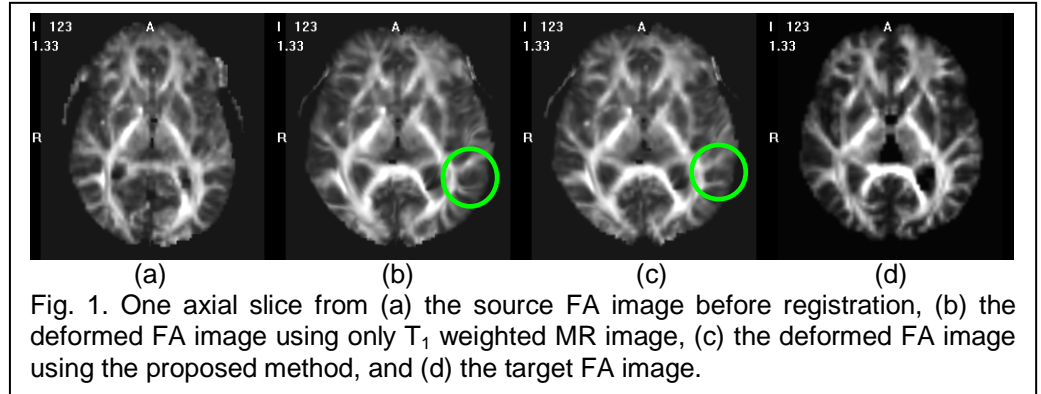 I 123 A
1.33
R
I 123 A
1.33
R
I 123 A
1.33
R
I 123 A
1.33
R
(a) (b) (c) (d)
Fig. 1. One axial slice from (a) the source FA image before registration, (b) the
deformed FA image using only T₁ weighted MR image, (c) the deformed FA image
using the proposed method, and (d) the target FA image.